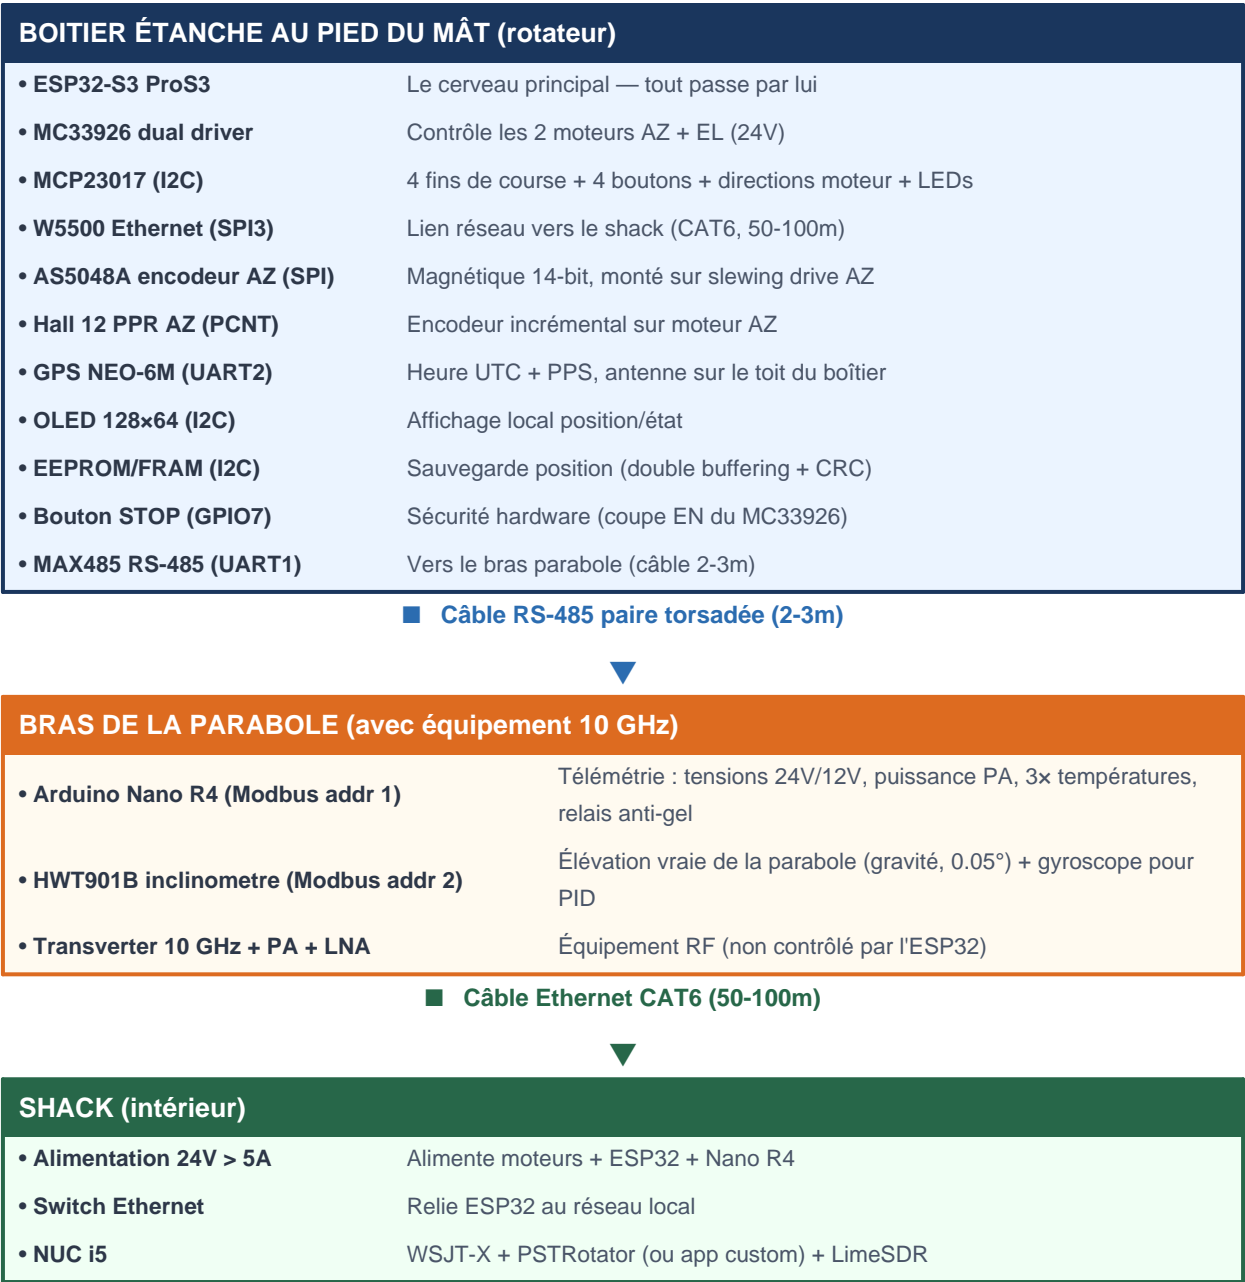 BOITIER ÉTANCHE AU PIED DU MÂT (rotateur)
• ESP32-S3 ProS3 Le cerveau principal — tout passe par lui
• MC33926 dual driver Contrôle les 2 moteurs AZ + EL (24V)
• MCP23017 (I2C) 4 fins de course + 4 boutons + directions moteur + LEDs
• W5500 Ethernet (SPI3) Lien réseau vers le shack (CAT6, 50-100m)
• AS5048A encodeur AZ (SPI) Magnétique 14-bit, monté sur slewing drive AZ
• Hall 12 PPR AZ (PCNT) Encodeur incrémental sur moteur AZ
• GPS NEO-6M (UART2) Heure UTC + PPS, antenne sur le toit du boîtier
• OLED 128×64 (I2C) Affichage local position/état
• EEPROM/FRAM (I2C) Sauvegarde position (double buffering + CRC)
• Bouton STOP (GPIO7) Sécurité hardware (coupe EN du MC33926)
• MAX485 RS-485 (UART1) Vers le bras parabole (câble 2-3m)
■ Câble RS-485 paire torsadée (2-3m)
▼
BRAS DE LA PARABOLE (avec équipement 10 GHz)
• Arduino Nano R4 (Modbus addr 1) Télémétrie : tensions 24V/12V, puissance PA, 3× températures,
relais anti-gel
• HWT901B inclinometre (Modbus addr 2) Élévation vraie de la parabole (gravité, 0.05°) + gyroscope pour
PID
• Transverter 10 GHz + PA + LNA Équipement RF (non contrôlé par l'ESP32)
■ Câble Ethernet CAT6 (50-100m)
▼
SHACK (intérieur)
• Alimentation 24V > 5A Alimente moteurs + ESP32 + Nano R4
• Switch Ethernet Relie ESP32 au réseau local
• NUC i5 WSJT-X + PSTRotator (ou app custom) + LimeSDR